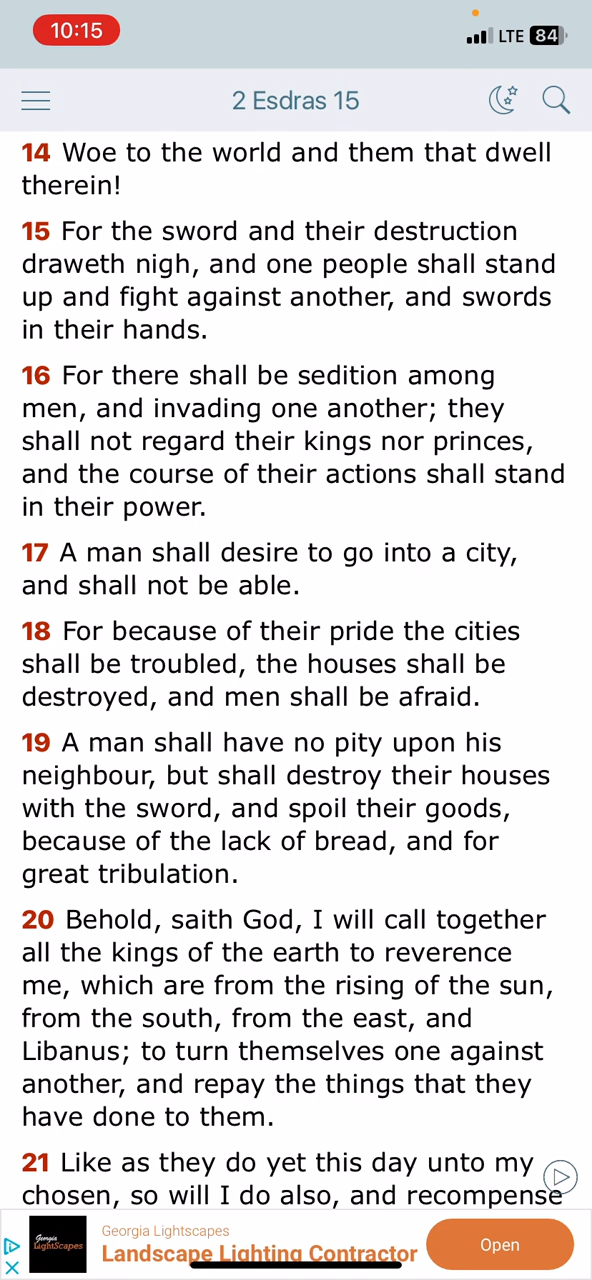 10:15
LTE 84
2 Esdras 15
14 Woe to the world and them that dwell
therein!
15 For the sword and their destruction
draweth nigh, and one people shall stand
up and fight against another, and swords
in their hands.
16 For there shall be sedition among
men, and invading one another; they
shall not regard their kings nor princes,
and the course of their actions shall stand
in their power.
17 A man shall desire to go into a city,
and shall not be able.
18 For because of their pride the cities
shall be troubled, the houses shall be
destroyed, and men shall be afraid.
19 A man shall have no pity upon his
neighbour, but shall destroy their houses
with the sword, and spoil their goods,
because of the lack of bread, and for
great tribulation.
20 Behold, saith God, I will call together
all the kings of the earth to reverence
me, which are from the rising of the sun,
from the south, from the east, and
Libanus; to turn themselves one against
another, and repay the things that they
have done to them.
21 Like as they do yet this day unto my
chosen, so will I do also, and recompense
Georgia
LightScapes
Georgia Lightscapes
Landscape Lighting Contractor
Open